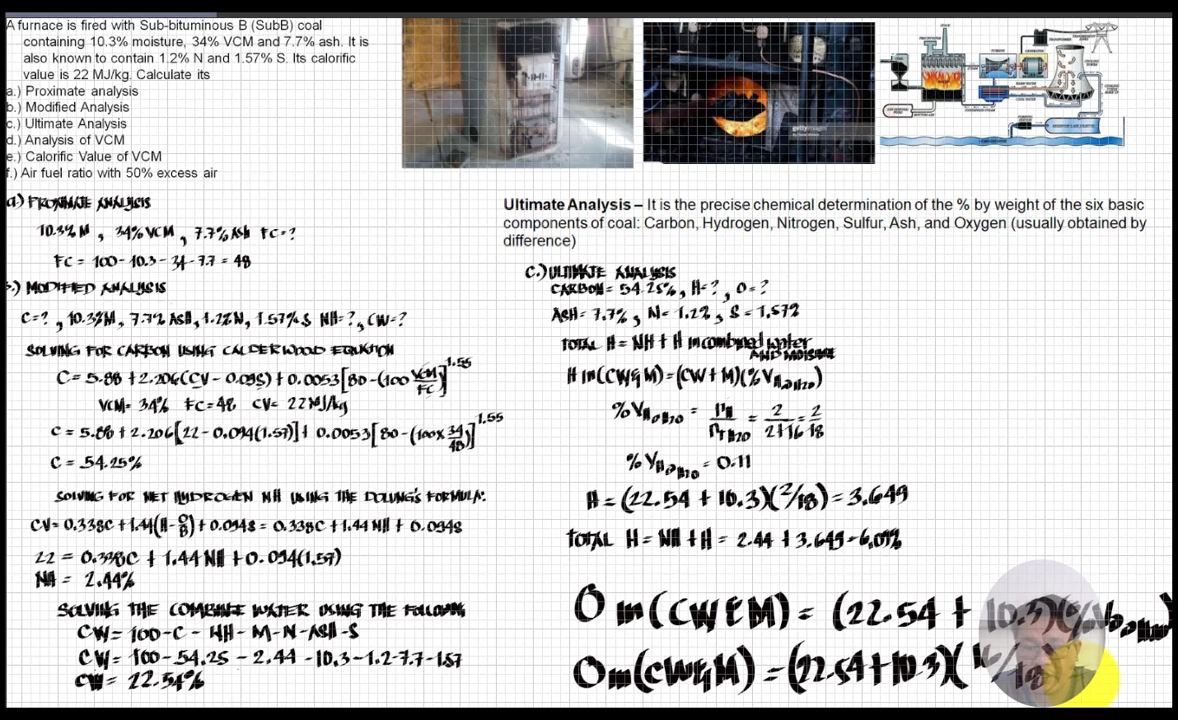 A furnace is fired with Sub-bituminous B (SubB) coal
containing 10.3% moisture, 34% VCM and 7.7% ash. It is
also known to contain 1.2% N and 1.57% S. Its calorific
value is 22 MJ/kg. Calculate its
a.) Proximate analysis
b.) Modified Analysis
c.) Ultimate Analysis
d.) Analysis of VCM
e.) Calorific Value of VCM
f.) Air fuel ratio with 50% excess air
a) PROXIMATE ANALYSIS
10.3% M, 34% VCM, 7.7% Ash FC=?
FC = 100-10.3-34-7.7 = 48
b.) MODIFIED ANALYSIS
C=?, 10.3%M, 7.7% ASH, 1.2%N, 1.57%S NH=?, CW=?
SOLVING FOR CARBON USING CALDERWOOD EQUATION
C = 5.88 + 2.206(CV - 0.09S) + 0.0053[80-(100 VCM/FC)]^1.55
VCM= 34% FC=48 CV= 22 MJ/kg
C = 5.88 + 2.206[22-0.094(1.57)] + 0.0053[80-(100x34/48)]^1.55
C = 54.25%
SOLVING FOR NET HYDROGEN NH USING THE DULONG'S FORMULA:
CV= 0.338C + 1.44(H-O/8) + 0.094S = 0.338C + 1.44 NH + 0.094S
22 = 0.338C + 1.44NH + 0.094(1.57)
NH = 2.44%
SOLVING THE COMBINE WATER USING THE FOLLOWIN
CW= 100-C-NH-M-N-ASH-S
CW= 100-54.25-2.44-10.3-1.2-7.7-1.57
CW= 22.54%
Ultimate Analysis – It is the precise chemical determination of the % by weight of the six basic
components of coal: Carbon, Hydrogen, Nitrogen, Sulfur, Ash, and Oxygen (usually obtained by
difference)
C.) ULTIMATE ANALYSIS
CARBON= 54.25%, H=?, O=?
ASH= 7.7%, N= 1.2%, S= 1.57%
TOTAL H= NH + H in combined water
AND MOISTURE
H in(CW&M)=(CW+M)(%V H2 in H2O)
= 2/2+16 = 2/18
= 0.11
H = (22.54 + 10.3)(2/18) = 3.649
TOTAL H= NH + H = 2.44 + 3.649 = 6.09%
O in (CW&M) = (22.54 + 10.3)
O in (CW&M) = (22.54+10.3)(16/18)